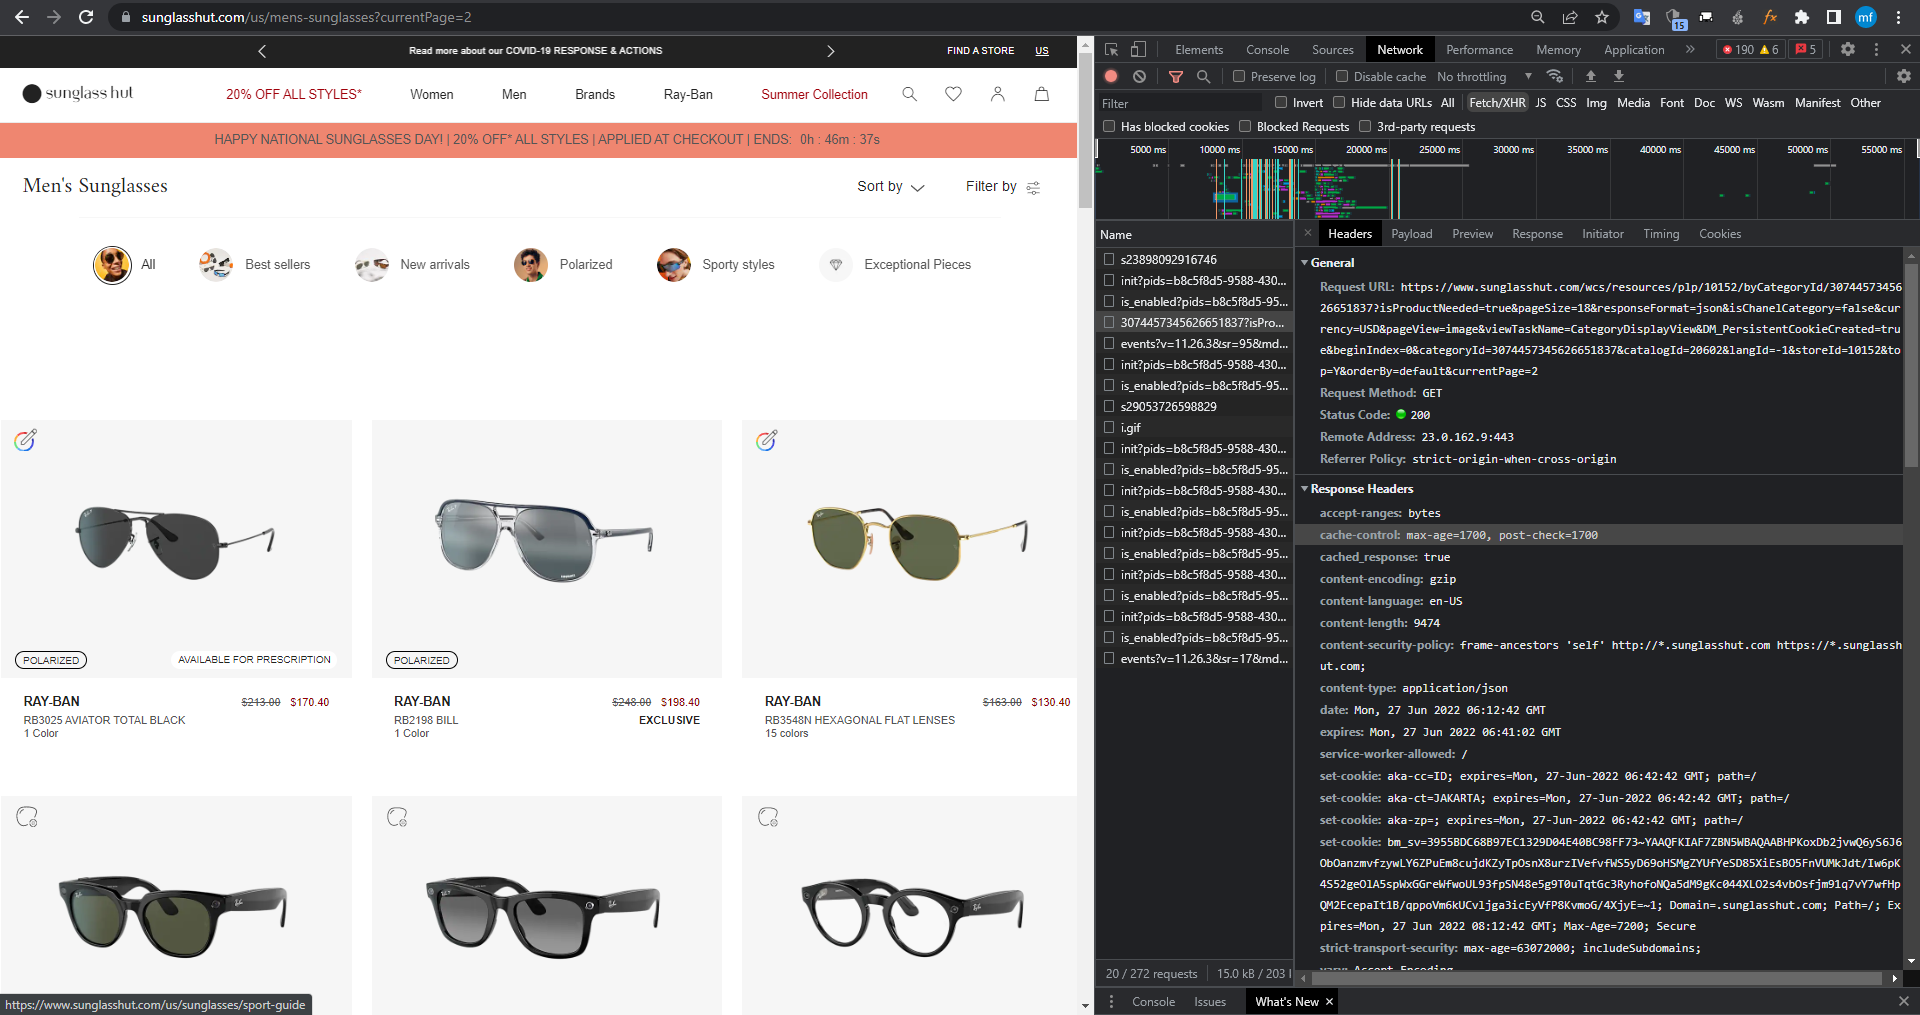 sunglasshut.com/us/mens-sunglasses?currentPage=2
15
mf
Read more about our COVID-19 RESPONSE & ACTIONS
FIND A STORE US
sunglass hut
20% OFF ALL STYLES* Women Men Brands Ray-Ban Summer Collection
HAPPY NATIONAL SUNGLASSES DAY! | 20% OFF* ALL STYLES | APPLIED AT CHECKOUT | ENDS: 0h : 46m : 37s
Men's Sunglasses
Sort by Filter by
All Best sellers New arrivals Polarized Sporty styles Exceptional Pieces
POLARIZED AVAILABLE FOR PRESCRIPTION POLARIZED
RAY-BAN $213.00 $170.40
RB3025 AVIATOR TOTAL BLACK
1 Color
RAY-BAN $248.00 $198.40
RB2198 BILL EXCLUSIVE
1 Color
RAY-BAN $163.00 $130.40
RB3548N HEXAGONAL FLAT LENSES
15 colors
https://www.sunglasshut.com/us/sunglasses/sport-guide
Elements Console Sources Network Performance Memory Application » 190 6 5
Preserve log Disable cache No throttling
Filter Invert Hide data URLs All Fetch/XHR JS CSS Img Media Font Doc WS Wasm Manifest Other
Has blocked cookies Blocked Requests 3rd-party requests
5000 ms 10000 ms 15000 ms 20000 ms 25000 ms 30000 ms 35000 ms 40000 ms 45000 ms 50000 ms 55000 ms
Name
s23898092916746
init?pids=b8c5f8d5-9588-430...
is_enabled?pids=b8c5f8d5-95...
3074457345626651837?isPro...
events?v=11.26.3&sr=95&md...
init?pids=b8c5f8d5-9588-430...
is_enabled?pids=b8c5f8d5-95...
s29053726598829
i.gif
init?pids=b8c5f8d5-9588-430...
is_enabled?pids=b8c5f8d5-95...
init?pids=b8c5f8d5-9588-430...
is_enabled?pids=b8c5f8d5-95...
init?pids=b8c5f8d5-9588-430...
is_enabled?pids=b8c5f8d5-95...
init?pids=b8c5f8d5-9588-430...
is_enabled?pids=b8c5f8d5-95...
init?pids=b8c5f8d5-9588-430...
is_enabled?pids=b8c5f8d5-95...
events?v=11.26.3&sr=17&md...
20 / 272 requests 15.0 kB / 203
Headers Payload Preview Response Initiator Timing Cookies
General
Request URL: https://www.sunglasshut.com/wcs/resources/plp/10152/byCategoryId/30744573456
26651837?isProductNeeded=true&pageSize=18&responseFormat=json&isChanelCategory=false&cur
rency=USD&pageView=image&viewTaskName=CategoryDisplayView&DM_PersistentCookieCreated=tru
e&beginIndex=0&categoryId=3074457345626651837&catalogId=20602&langId=-1&storeId=10152&to
p=Y&orderBy=default&currentPage=2
Request Method: GET
Status Code: 200
Remote Address: 23.0.162.9:443
Referrer Policy: strict-origin-when-cross-origin
Response Headers
accept-ranges: bytes
cache-control: max-age=1700, post-check=1700
cached_response: true
content-encoding: gzip
content-language: en-US
content-length: 9474
content-security-policy: frame-ancestors 'self' http://*.sunglasshut.com https://*.sunglassh
ut.com;
content-type: application/json
date: Mon, 27 Jun 2022 06:12:42 GMT
expires: Mon, 27 Jun 2022 06:41:02 GMT
service-worker-allowed: /
set-cookie: aka-cc=ID; expires=Mon, 27-Jun-2022 06:42:42 GMT; path=/
set-cookie: aka-ct=JAKARTA; expires=Mon, 27-Jun-2022 06:42:42 GMT; path=/
set-cookie: aka-zp=; expires=Mon, 27-Jun-2022 06:42:42 GMT; path=/
set-cookie: bm_sv=3955BDC68B97EC1329D04E40BC98FF73~YAAQFKIAF7ZBN5WBAQAABHPKoxDb2jvwQ6yS6J6
ObOanzmvfzywLY6ZPuEm8cujdKZyTpOsnX8urzIVefvfWS5yD69oHSMgZYUfYeSD85XiEsBO5FnVUMkJdt/Iw6pK
4S52geOlA5spWxGGreWfwoUL93fpSN48e5g9T0uTqtGc3RyhofoNQa5dM9gKc044XLO2s4vbOsfjm91q7vY7wfHp
QM2EcepaIt1B/qppoVm6kUCvljga3icEyVfP8KvmoG/4XjyE=~1; Domain=.sunglasshut.com; Path=/; Ex
pires=Mon, 27 Jun 2022 08:12:42 GMT; Max-Age=7200; Secure
strict-transport-security: max-age=63072000; includeSubdomains;
vary: Accept-Encoding
Console Issues What's New